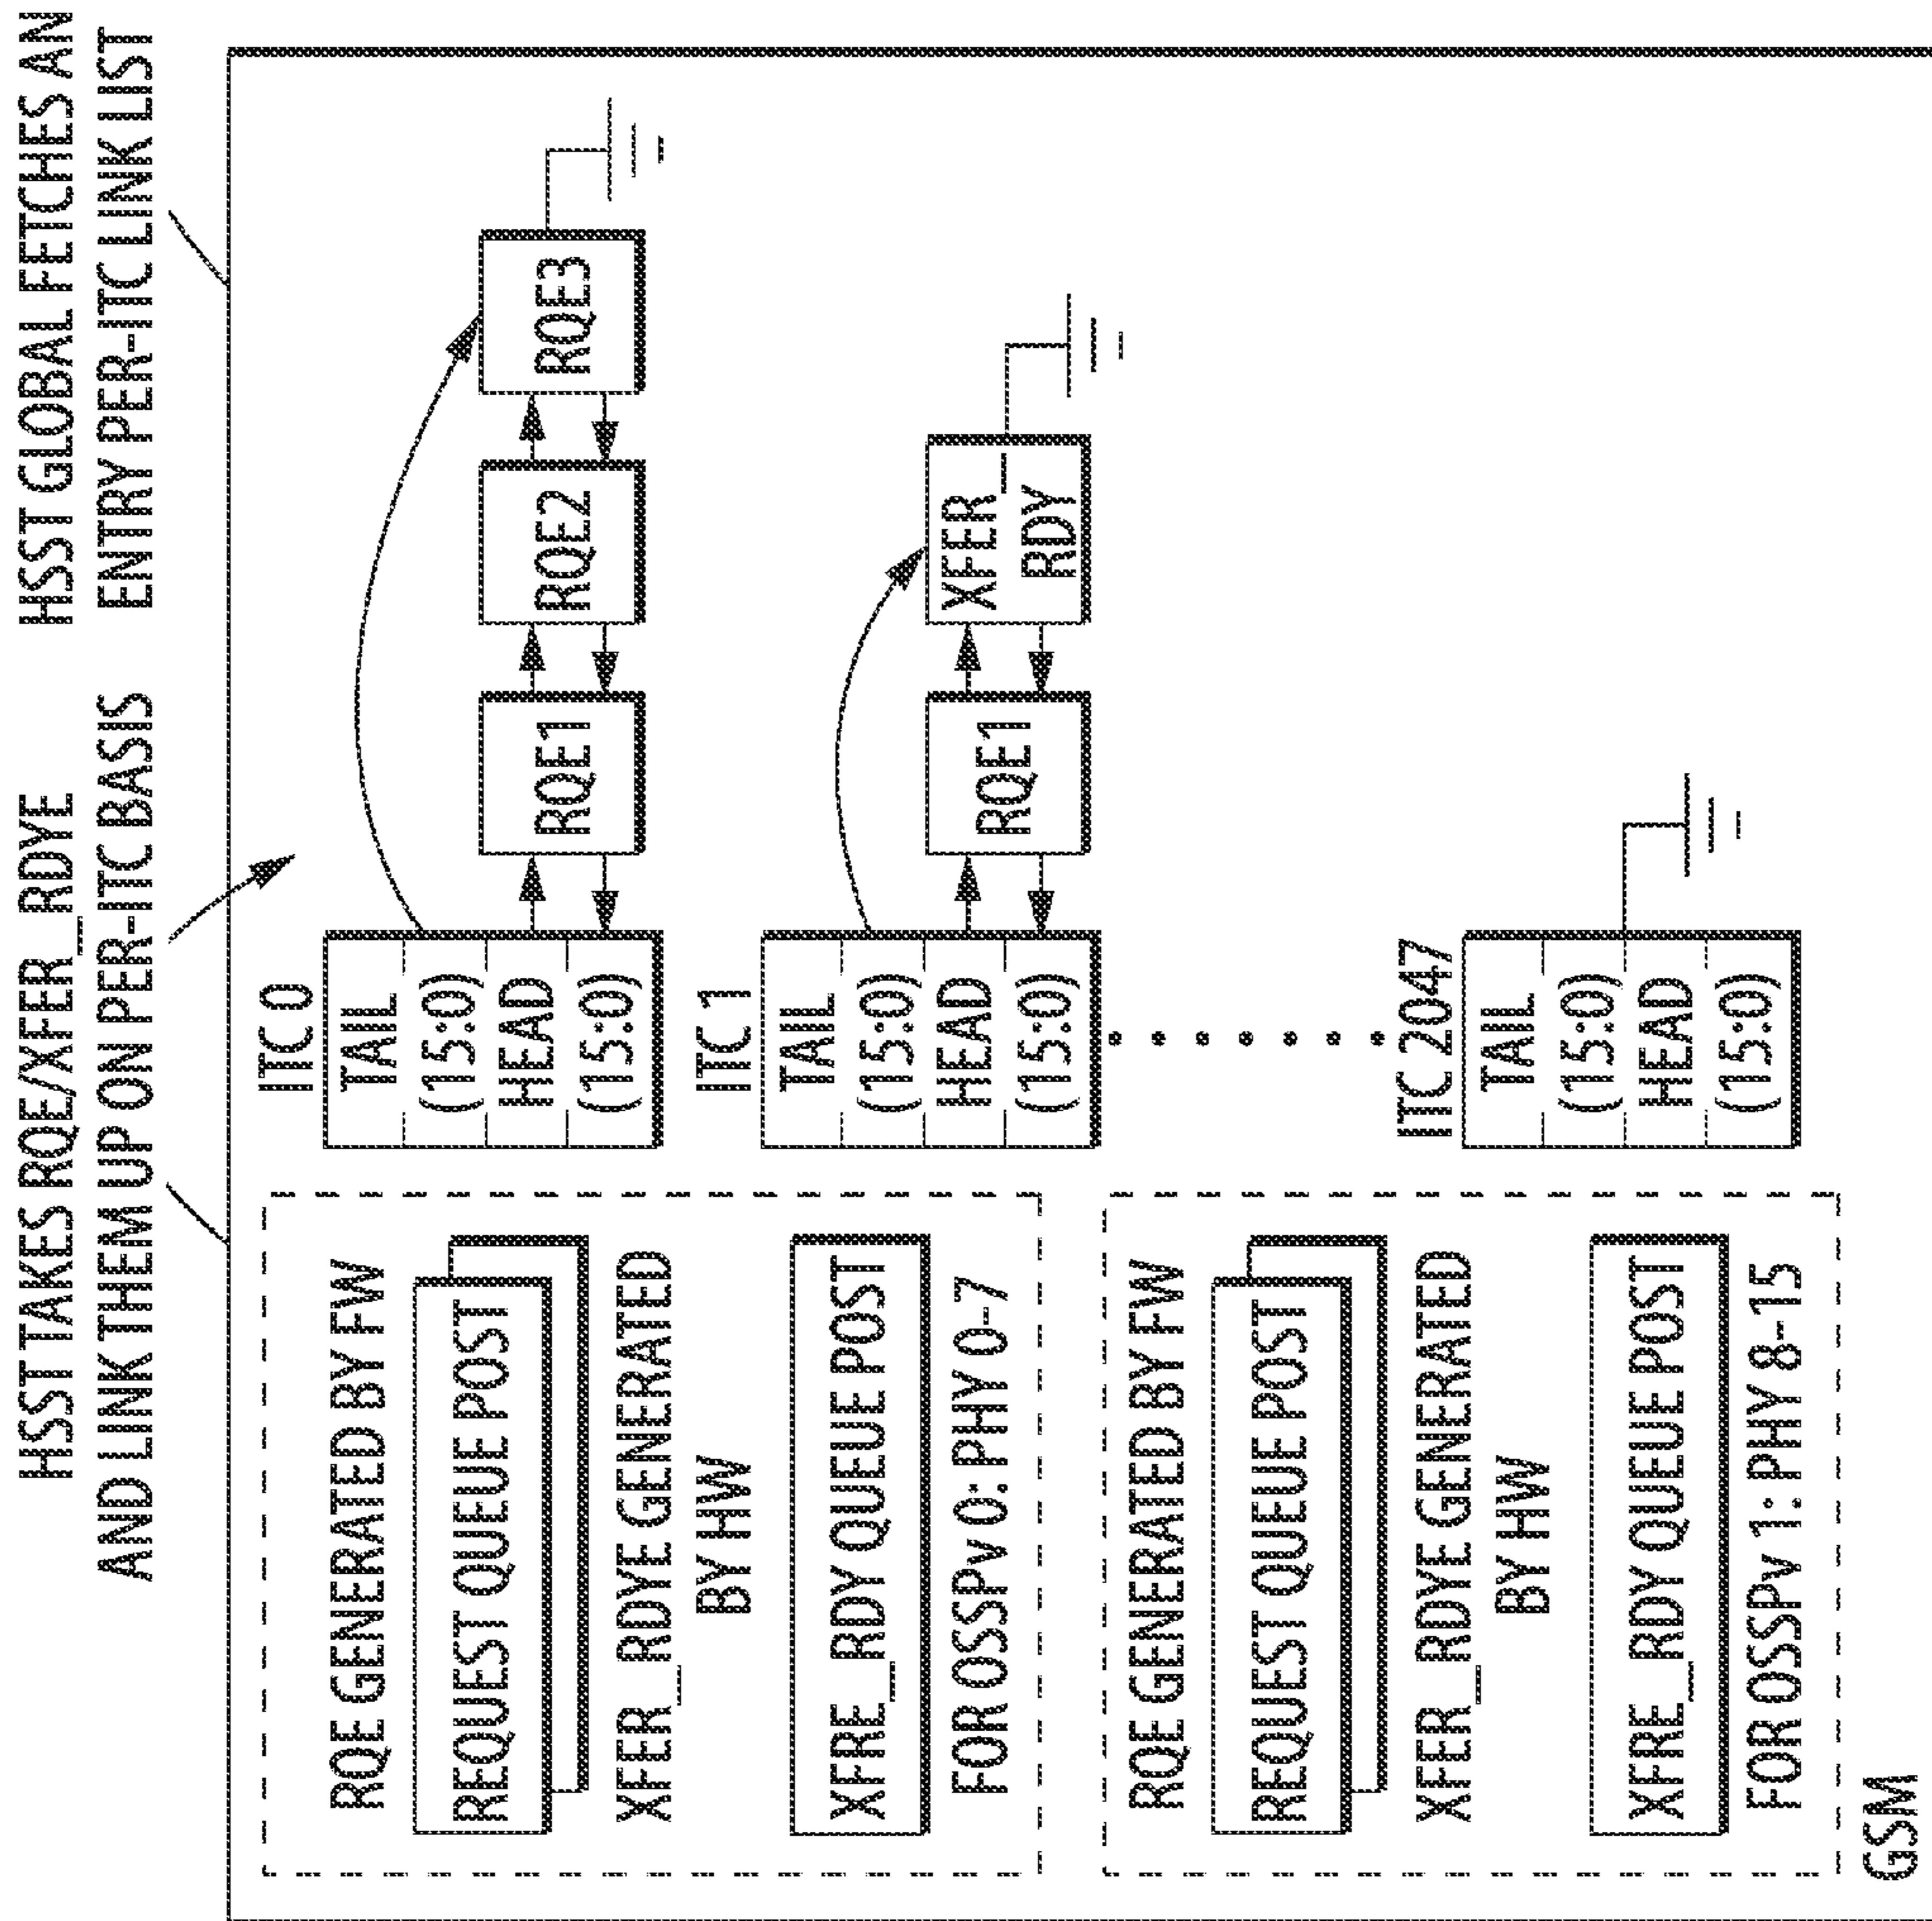 HSST TAKES RQE/XFER_RDYE
AND LINK THEM UP ON PER-ITC BASIS
HSST GLOBAL FETCHES AN
ENTRY PER-ITC LINK LIST
RQE GENERATED BY FW
REQUEST QUEUE POST
XFER_RDYE GENERATED
BY HW
XFRE_RDY QUEUE POST
FOR OSSPv 0: PHY 0-7
RQE GENERATED BY FW
REQUEST QUEUE POST
XFER_RDYE GENERATED
BY HW
XFRE_RDY QUEUE POST
FOR OSSPv 1: PHY 8-15
GSM
ITC 0
TAIL
(15:0)
HEAD
(15:0)
RQE1
RQE2
RQE3
ITC 1
TAIL
(15:0)
HEAD
(15:0)
RQE1
XFER_
RDY
ITC 2047
TAIL
(15:0)
HEAD
(15:0)